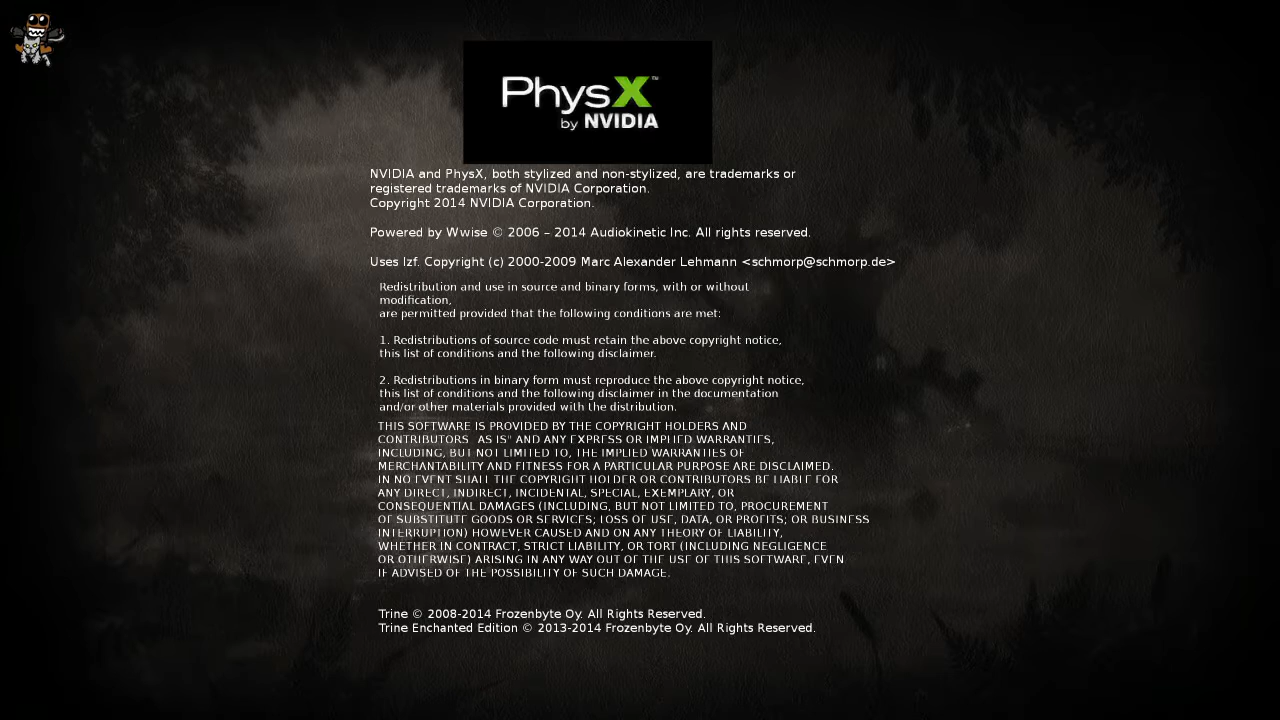 PhysX™
by NVIDIA
NVIDIA and PhysX, both stylized and non-stylized, are trademarks or
registered trademarks of NVIDIA Corporation.
Copyright 2014 NVIDIA Corporation.
Powered by Wwise © 2006 – 2014 Audiokinetic Inc. All rights reserved.
Uses lzf. Copyright (c) 2000-2009 Marc Alexander Lehmann <schmorp@schmorp.de>
Redistribution and use in source and binary forms, with or without
modification,
are permitted provided that the following conditions are met:
1. Redistributions of source code must retain the above copyright notice,
this list of conditions and the following disclaimer.
2. Redistributions in binary form must reproduce the above copyright notice,
this list of conditions and the following disclaimer in the documentation
and/or other materials provided with the distribution.
THIS SOFTWARE IS PROVIDED BY THE COPYRIGHT HOLDERS AND
CONTRIBUTORS ``AS IS'' AND ANY EXPRESS OR IMPLIED WARRANTIES,
INCLUDING, BUT NOT LIMITED TO, THE IMPLIED WARRANTIES OF
MERCHANTABILITY AND FITNESS FOR A PARTICULAR PURPOSE ARE DISCLAIMED.
IN NO EVENT SHALL THE COPYRIGHT HOLDER OR CONTRIBUTORS BE LIABLE FOR
ANY DIRECT, INDIRECT, INCIDENTAL, SPECIAL, EXEMPLARY, OR
CONSEQUENTIAL DAMAGES (INCLUDING, BUT NOT LIMITED TO, PROCUREMENT
OF SUBSTITUTE GOODS OR SERVICES; LOSS OF USE, DATA, OR PROFITS; OR BUSINESS
INTERRUPTION) HOWEVER CAUSED AND ON ANY THEORY OF LIABILITY,
WHETHER IN CONTRACT, STRICT LIABILITY, OR TORT (INCLUDING NEGLIGENCE
OR OTHERWISE) ARISING IN ANY WAY OUT OF THE USE OF THIS SOFTWARE, EVEN
IF ADVISED OF THE POSSIBILITY OF SUCH DAMAGE.
Trine © 2008-2014 Frozenbyte Oy. All Rights Reserved.
Trine Enchanted Edition © 2013-2014 Frozenbyte Oy. All Rights Reserved.